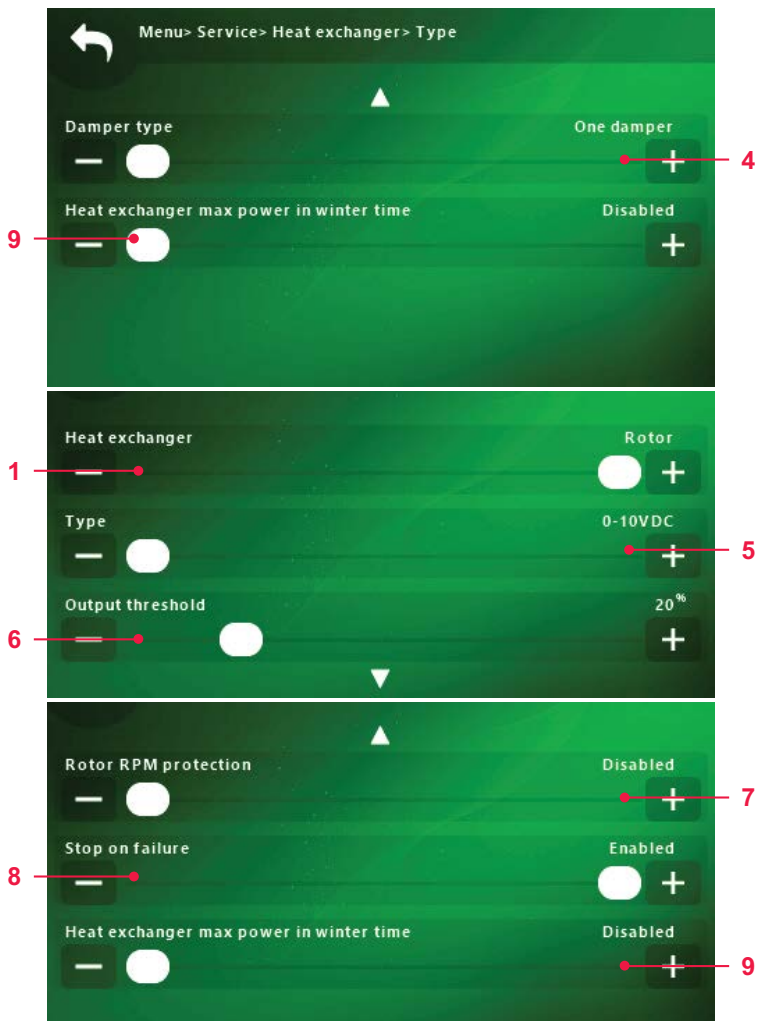 Menu> Service> Heat exchanger> Type
Damper type One damper
4
Heat exchanger max power in winter time Disabled
9
Heat exchanger Rotor
1
Type 0-10VDC
5
Output threshold 20%
6
Rotor RPM protection Disabled
7
Stop on failure Enabled
8
Heat exchanger max power in winter time Disabled
9